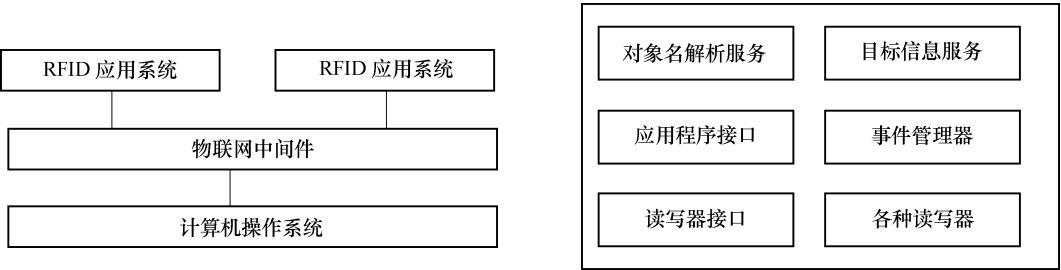 RFID 应用系统
RFID 应用系统
物联网中间件
计算机操作系统
对象名解析服务
目标信息服务
应用程序接口
事件管理器
读写器接口
各种读写器